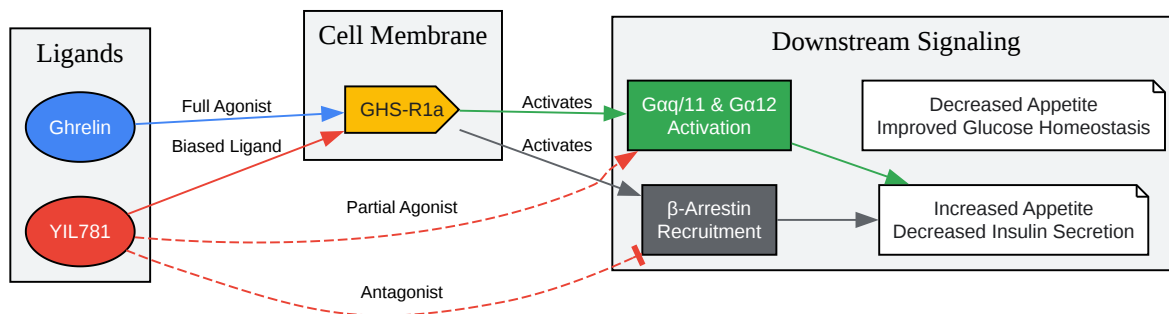 Ligands
Cell Membrane
Downstream Signaling
Ghrelin
Full Agonist
GHS-R1a
Activates
Gαq/11 & Gα12
Activation
Decreased Appetite
Improved Glucose Homeostasis
Biased Ligand
Activates
YIL781
Partial Agonist
β-Arrestin
Recruitment
Increased Appetite
Decreased Insulin Secretion
Antagonist